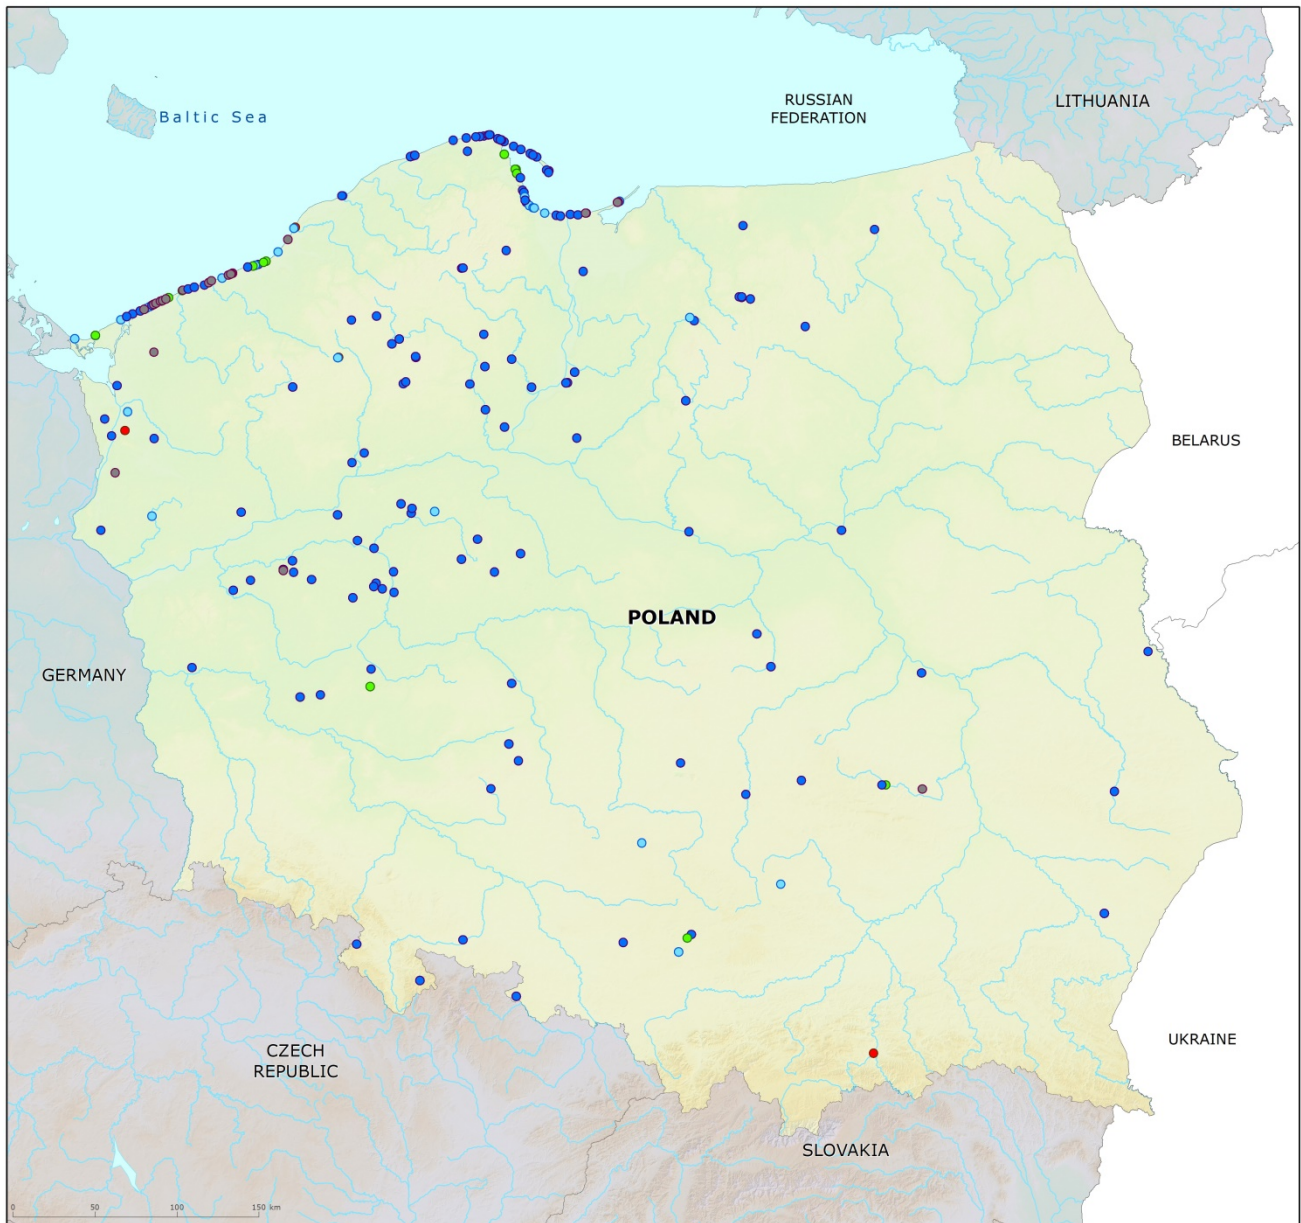 Baltic Sea
RUSSIAN
FEDERATION
LITHUANIA
BELARUS
POLAND
GERMANY
CZECH
REPUBLIC
UKRAINE
SLOVAKIA
0 50 100 150 km